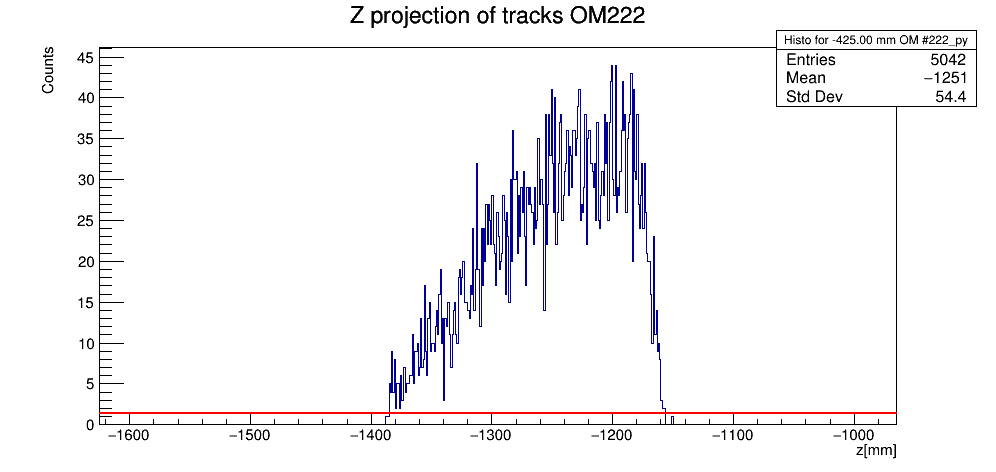 Z projection of tracks OM222
Histo for -425.00 mm OM #222_py
Entries 5042
Mean −1251
Std Dev 54.4
Counts
45
40
35
30
25
20
15
10
5
0
−1600 −1500 −1400 −1300 −1200 −1100 −1000
z[mm]